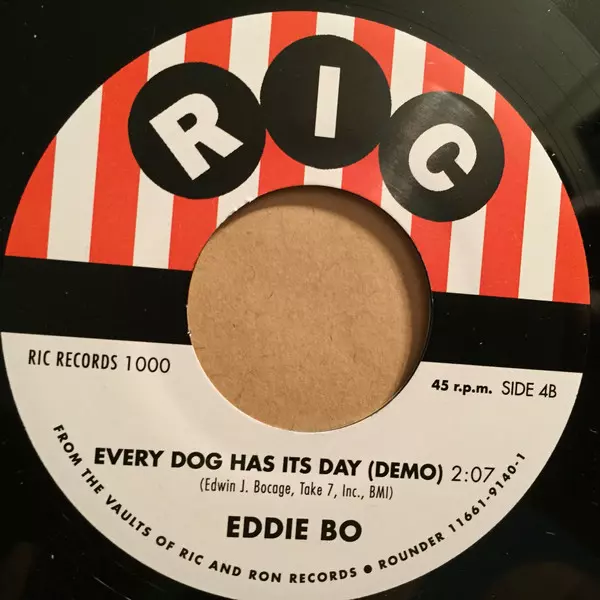 RIC
RIC RECORDS 1000
45 r.p.m. SIDE 4B
EVERY DOG HAS ITS DAY (DEMO) 2:07
(Edwin J. Bocage, Take 7, Inc., BMI)
EDDIE BO
FROM THE VAULTS OF RIC AND RON RECORDS • ROUNDER 11661-9140-1